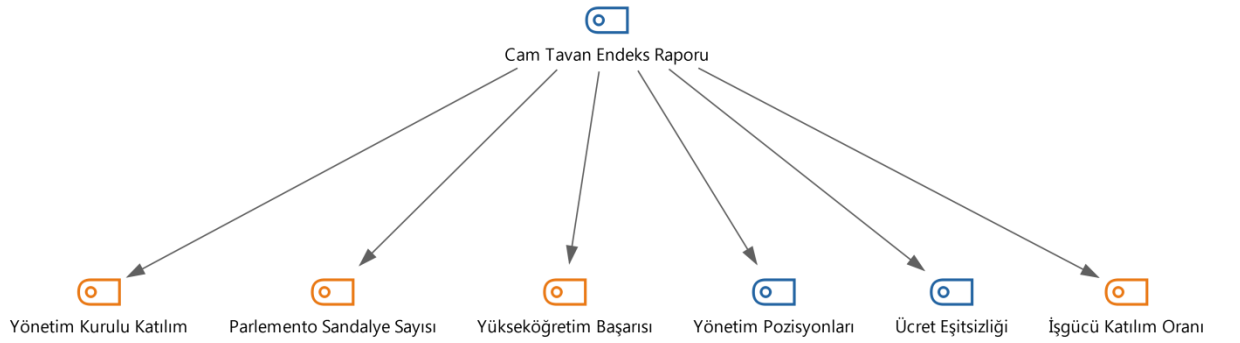 Cam Tavan Endeks Raporu
Yönetim Kurulu Katılım
Parlemento Sandalye Sayısı
Yükseköğretim Başarısı
Yönetim Pozisyonları
Ücret Eşitsizliği
İşgücü Katılım Oranı